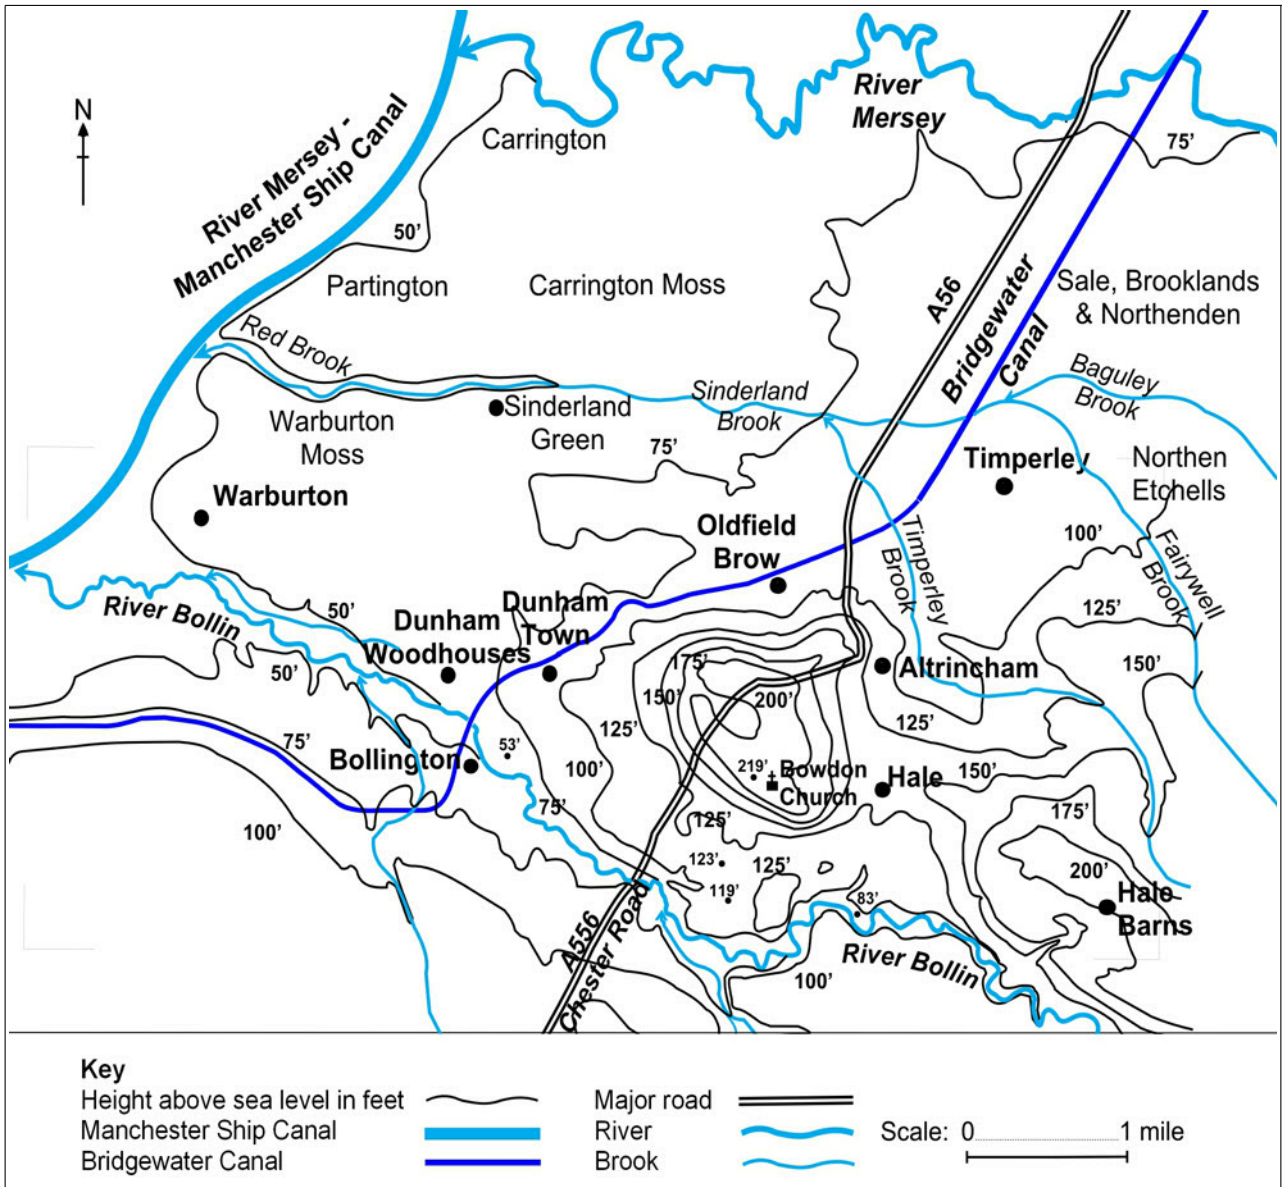 N
River Mersey -
Manchester Ship Canal
Carrington
River
Mersey
75'
50'
Partington
Carrington Moss
A56
Bridgewater
Canal
Sale, Brooklands
& Northenden
Red Brook
Sinderland
Brook
Baguley
Brook
Warburton
Moss
Sinderland
Green
75'
Timperley
Northen
Etchells
Warburton
Oldfield
Brow
Timperley
Brook
100'
Fairywell
Brook
River Bollin
50'
Dunham
Woodhouses
Dunham
Town
125'
50'
175'
150'
200'
Altrincham
150'
75'
125'
125'
Bollington
53'
100'
219'
Bowdon
Church
Hale
150'
100'
75'
125'
175'
123'
125'
119'
83'
200'
Hale
Barns
A556
Chester Road
100'
River Bollin
Key
Height above sea level in feet
Manchester Ship Canal
Bridgewater Canal
Major road
River
Brook
Scale: 0 1 mile